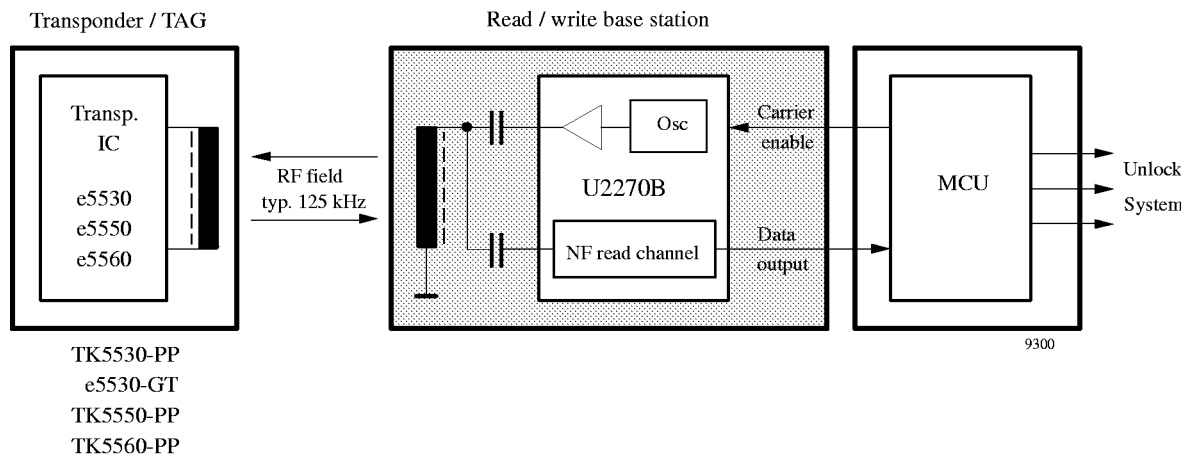 Transponder / TAG
Read / write base station
Transp.
IC
e5530
e5550
e5560
RF field
typ. 125 kHz
Osc
U2270B
NF read channel
Carrier
enable
Data
output
MCU
Unlock
System
9300
TK5530-PP
e5530-GT
TK5550-PP
TK5560-PP